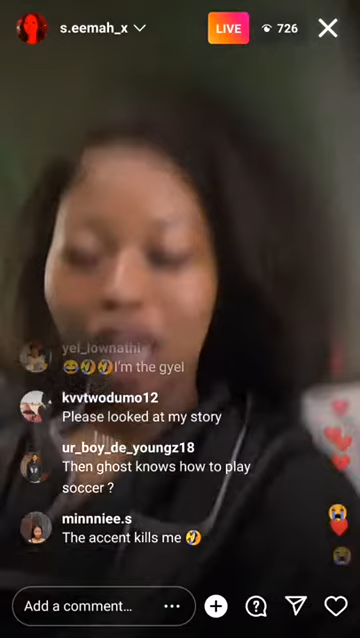 s.eemah_x
LIVE
726
yel_lownathi
😂🤣🤣I'm the gyel
kvvtwodumo12
Please looked at my story
ur_boy_de_youngz18
Then ghost knows how to play
soccer ?
minnniee.s
The accent kills me 🤣
Add a comment...